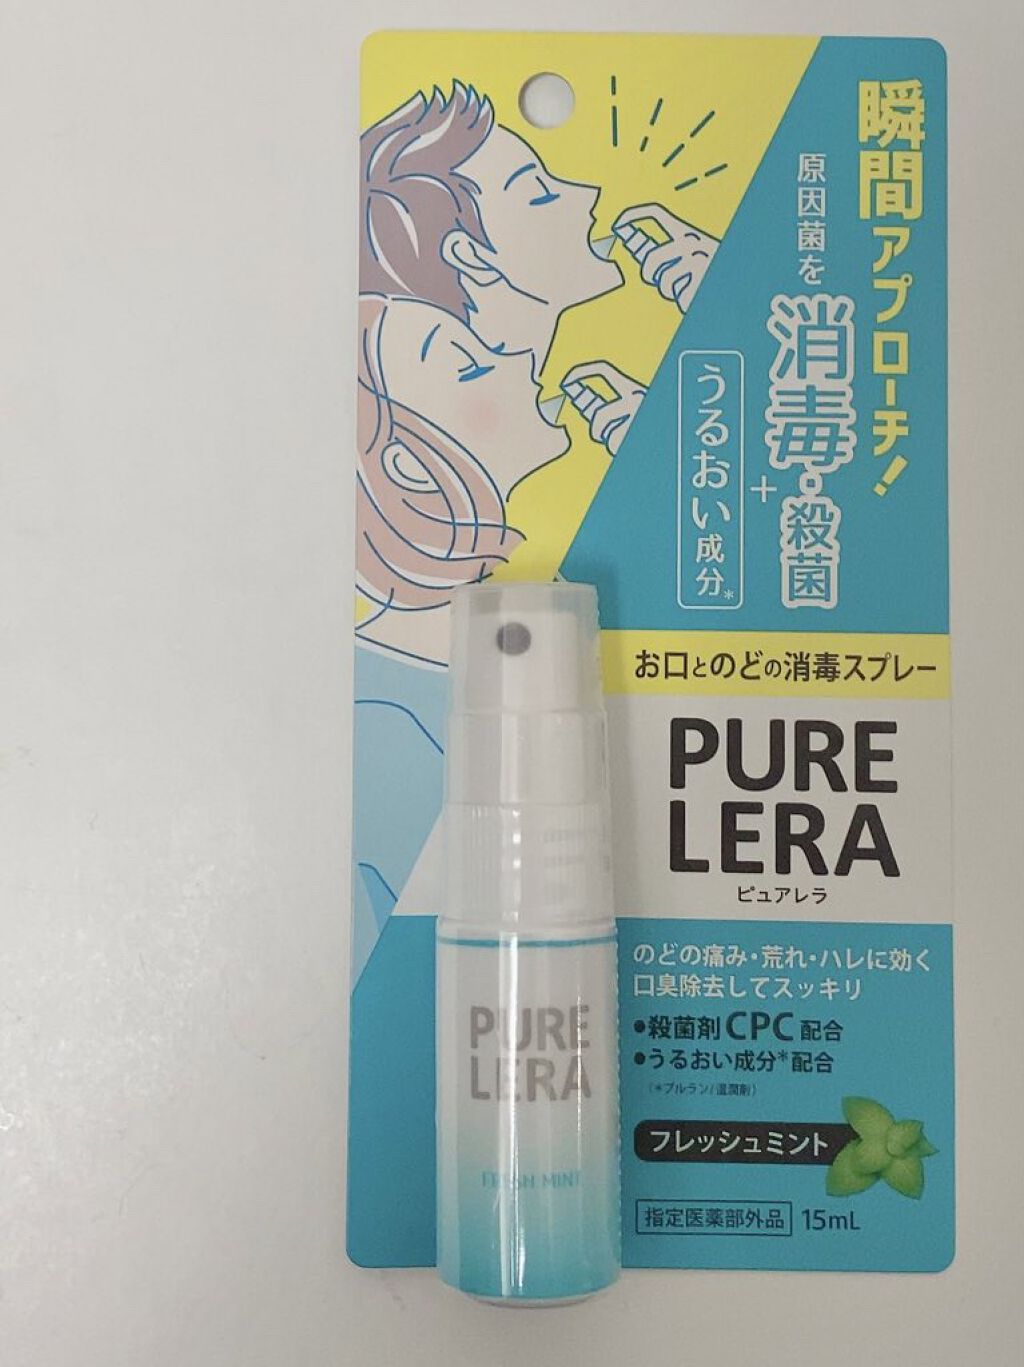 瞬間アプローチ!
原因菌を
消毒・殺菌
+
うるおい成分*
お口とのどの消毒スプレー
PURE
LERA
ピュアレラ
のどの痛み・荒れ・ハレに効く
口臭除去してスッキリ
●殺菌剤CPC配合
●うるおい成分*配合
(*プルラン/湿潤剤)
フレッシュミント
指定医薬部外品 15mL
PURE
LERA
FRESH MINT